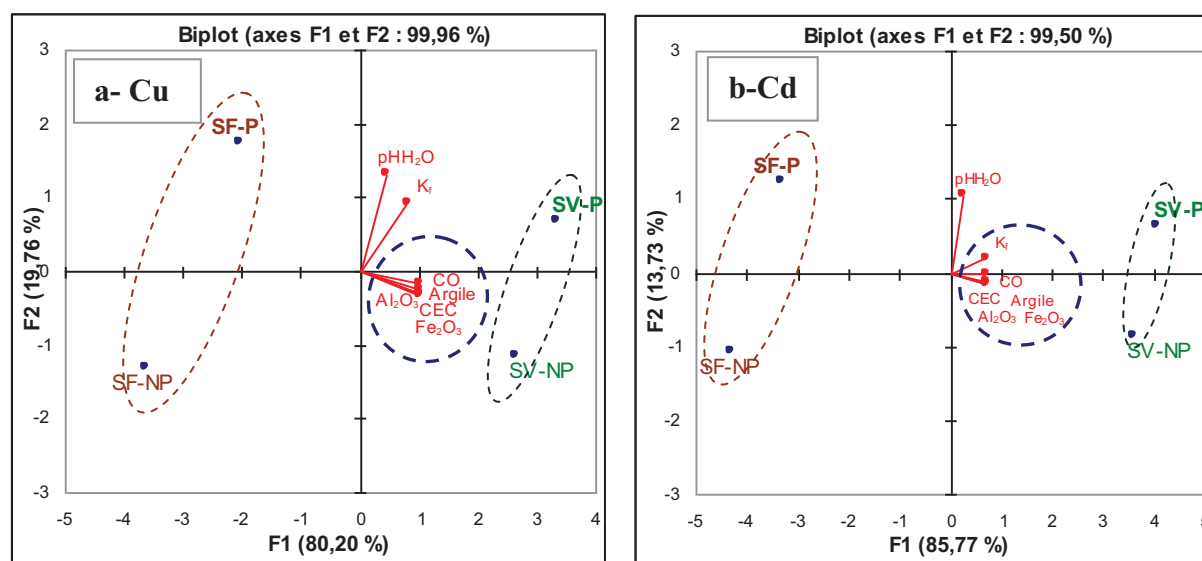 Biplot (axes F1 et F2 : 99,96 %)
a- Cu
3
2
1
0
-1
-2
-3
F2 (19,76 %)
SF-P
pHH₂O
Kf
SV-P
CO
Al₂O₃ Argile
CEC
Fe₂O₃
SF-NP
SV-NP
-5 -4 -3 -2 -1 0 1 2 3 4
F1 (80,20 %)
Biplot (axes F1 et F2 : 99,50 %)
b-Cd
3
2
1
0
-1
-2
-3
F2 (13,73 %)
SF-P
pHH₂O
SV-P
Kf
CO
CEC Argile
Al₂O₃ Fe₂O₃
SF-NP
SV-NP
-5 -4 -3 -2 -1 0 1 2 3 4 5
F1 (85,77 %)